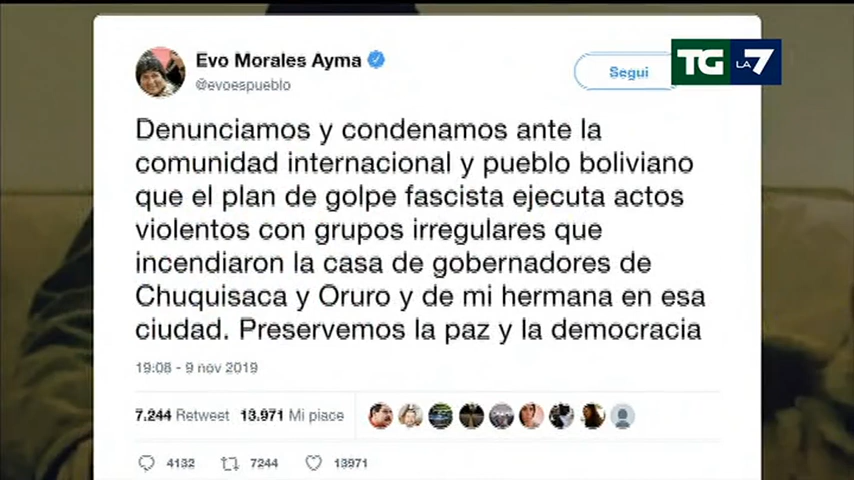 Evo Morales Ayma
@evoespueblo
Segui
TG LA 7
Denunciamos y condenamos ante la
comunidad internacional y pueblo boliviano
que el plan de golpe fascista ejecuta actos
violentos con grupos irregulares que
incendiaron la casa de gobernadores de
Chuquisaca y Oruro y de mi hermana en esa
ciudad. Preservemos la paz y la democracia
19:08 - 9 nov 2019
7.244 Retweet 13.971 Mi piace
4132 7244 13971